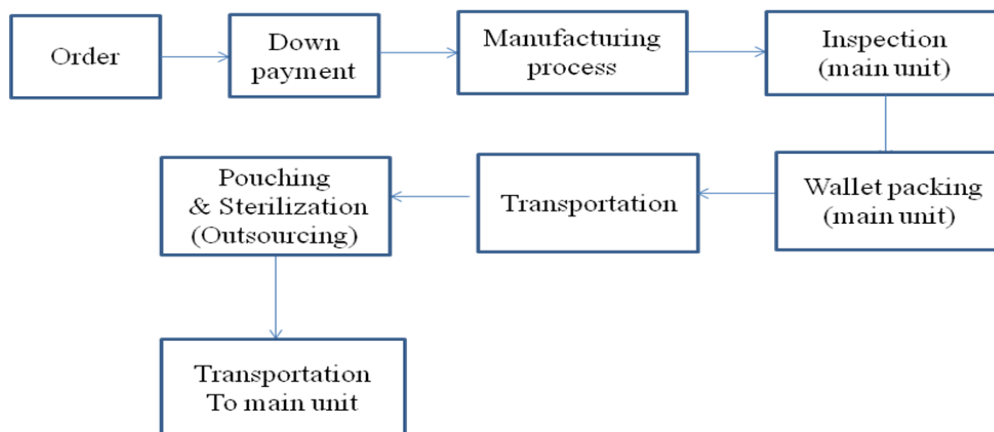 Order
Down
payment
Manufacturing
process
Inspection
(main unit)
Wallet packing
(main unit)
Transportation
Pouching
& Sterilization
(Outsourcing)
Transportation
To main unit